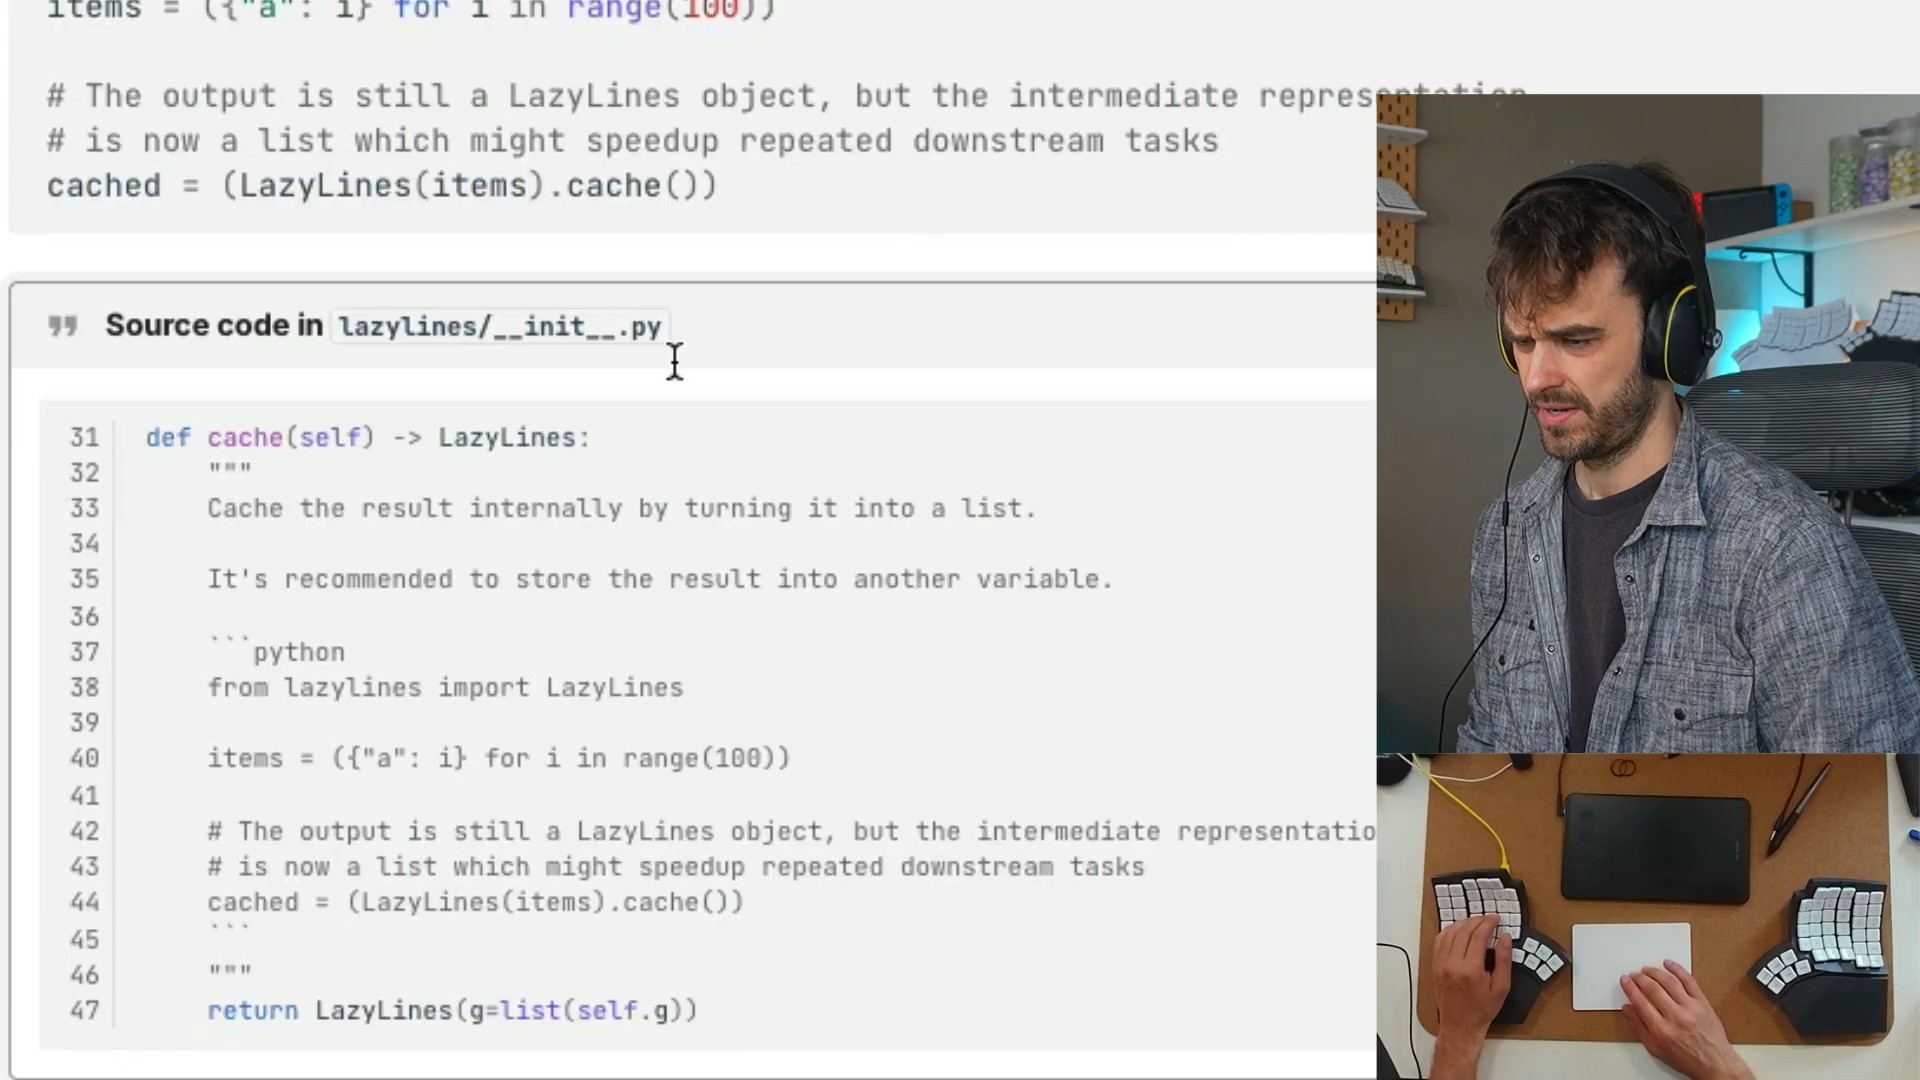 items = ({"a": i} for i in range(100))
# The output is still a LazyLines object, but the intermediate representation
# is now a list which might speedup repeated downstream tasks
cached = (LazyLines(items).cache())
Source code in lazylines/__init__.py
31 def cache(self) -> LazyLines:
32 """
33 Cache the result internally by turning it into a list.
34
35 It's recommended to store the result into another variable.
36
37 ```python
38 from lazylines import LazyLines
39
40 items = ({"a": i} for i in range(100))
41
42 # The output is still a LazyLines object, but the intermediate representatio
43 # is now a list which might speedup repeated downstream tasks
44 cached = (LazyLines(items).cache())
45 ```
46 """
47 return LazyLines(g=list(self.g))